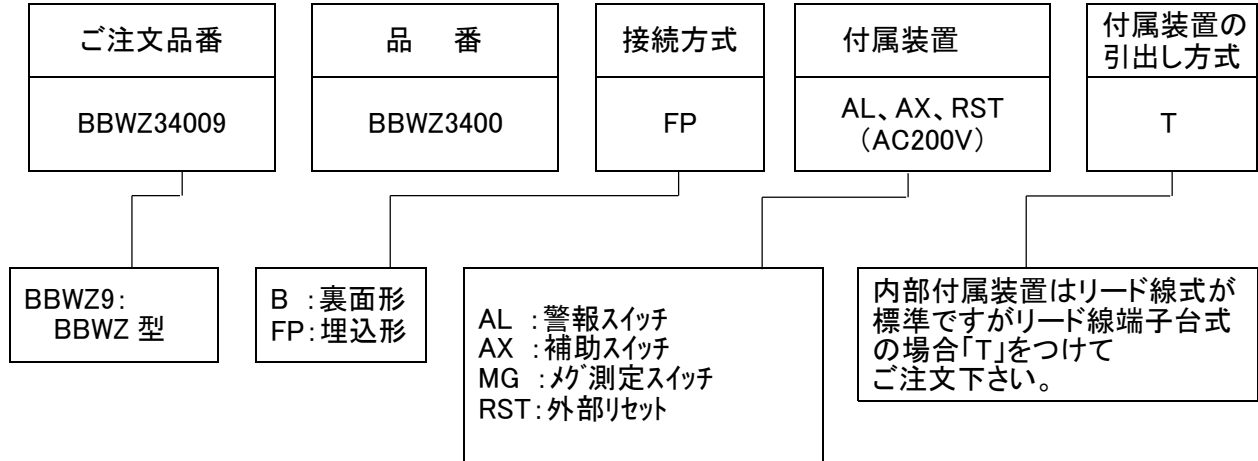 ご注文品番
品 番
接続方式
付属装置
付属装置の
引出し方式
BBWZ34009
BBWZ3400
FP
AL、AX、RST
(AC200V)
T
BBWZ9:
BBWZ 型
B :裏面形
FP:埋込形
AL :警報スイッチ
AX :補助スイッチ
MG :メグ測定スイッチ
RST:外部リセット
内部付属装置はリード線式が
標準ですがリード線端子台式
の場合「T」をつけて
ご注文下さい。